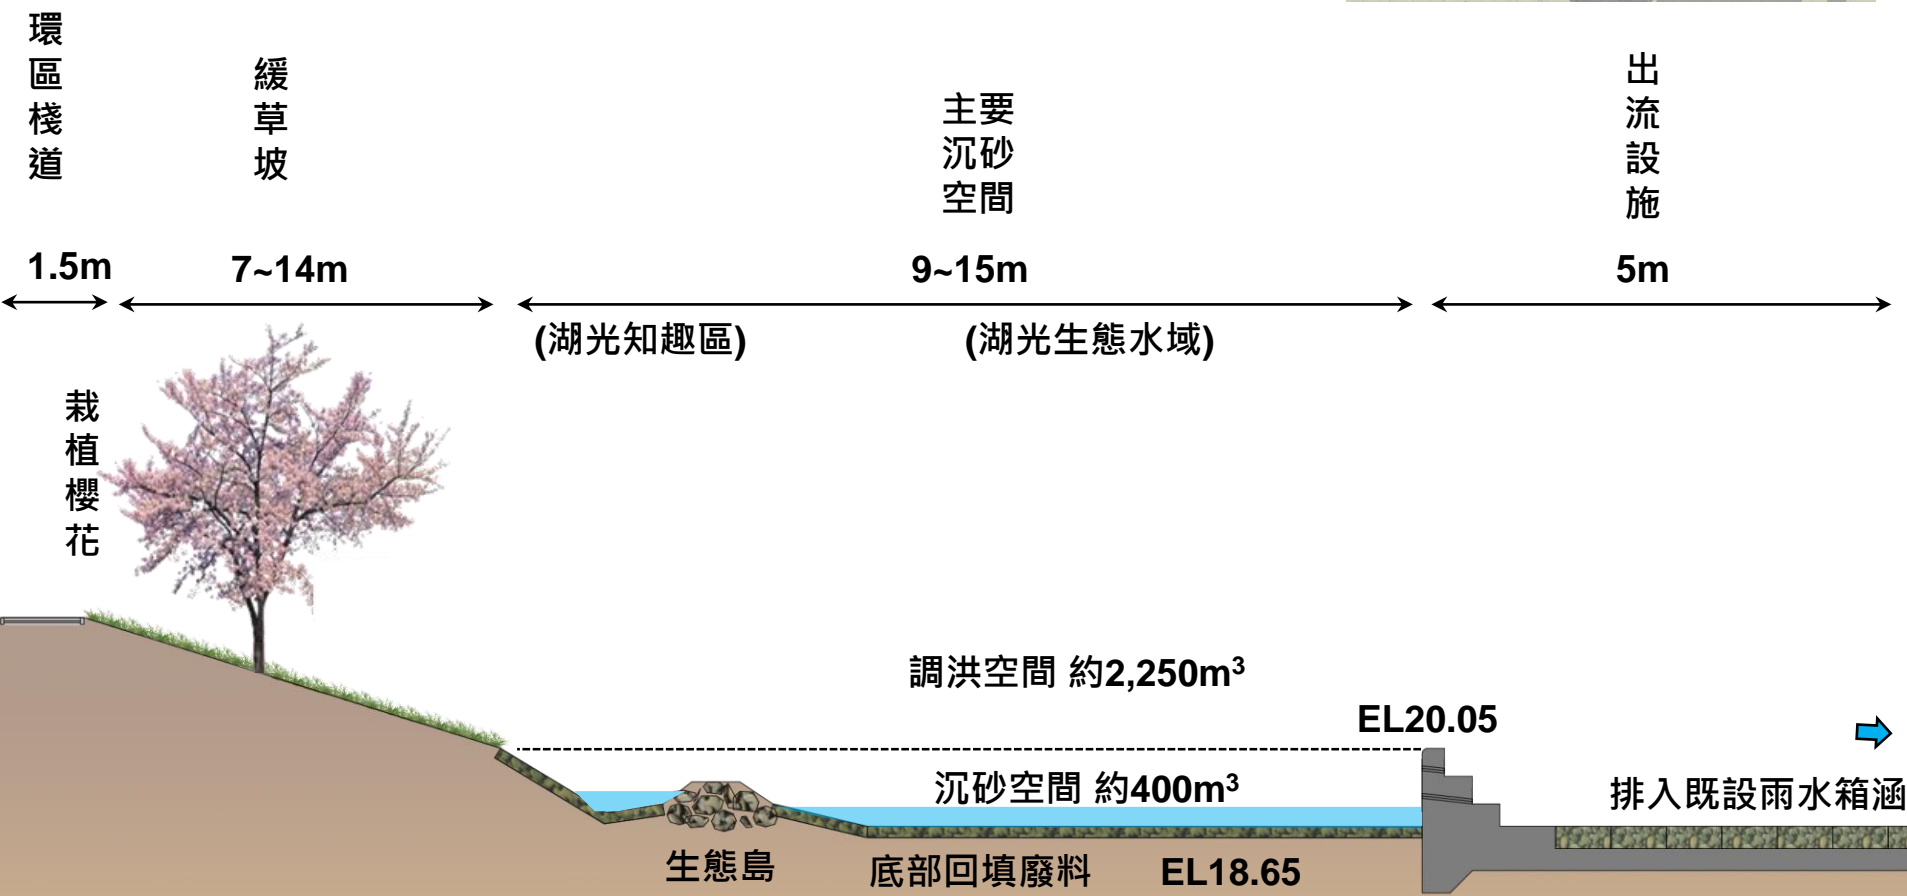 環區棧道
緩草坡
主要
沉砂
空間
出流設施
1.5m
7~14m
9~15m
5m
(湖光知趣區)
(湖光生態水域)
栽植櫻花
調洪空間 約2,250m³
EL20.05
沉砂空間 約400m³
排入既設雨水箱涵
生態島
底部回填廢料
EL18.65